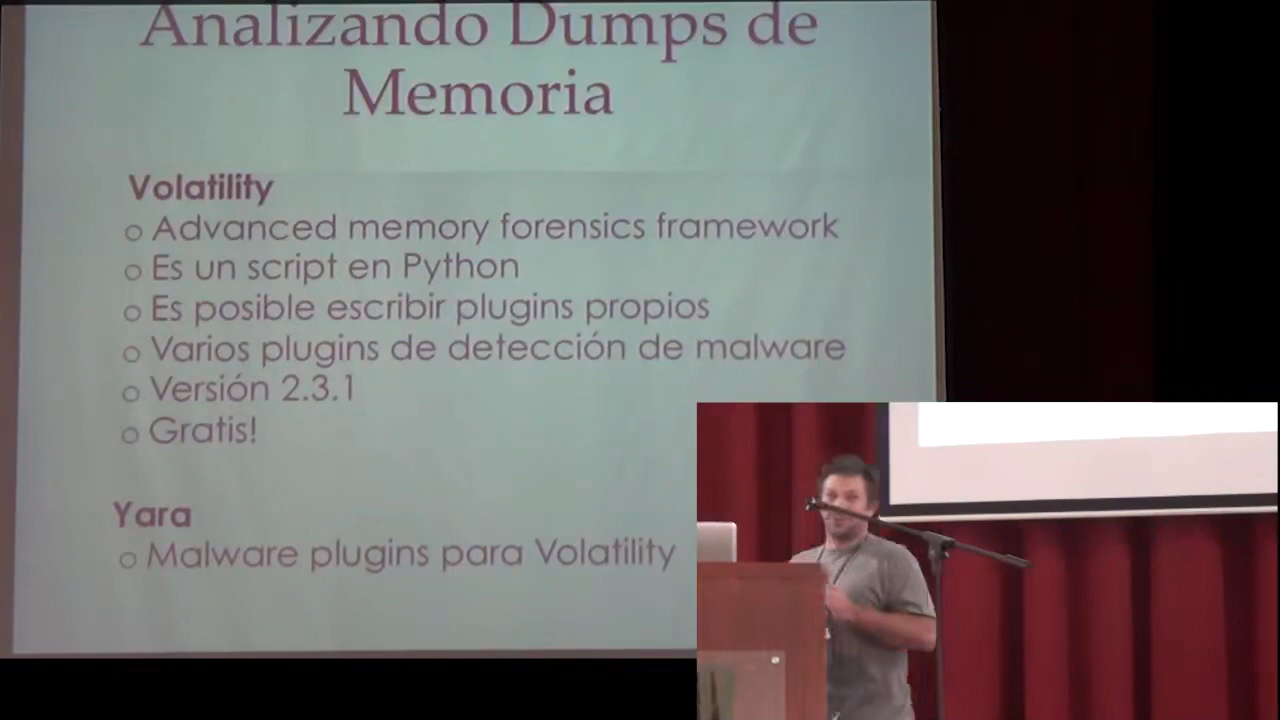 Analizando Dumps de
Memoria
Volatility
o Advanced memory forensics framework
o Es un script en Python
o Es posible escribir plugins propios
o Varios plugins de detección de malware
o Versión 2.3.1
o Gratis!
Yara
o Malware plugins para Volatility